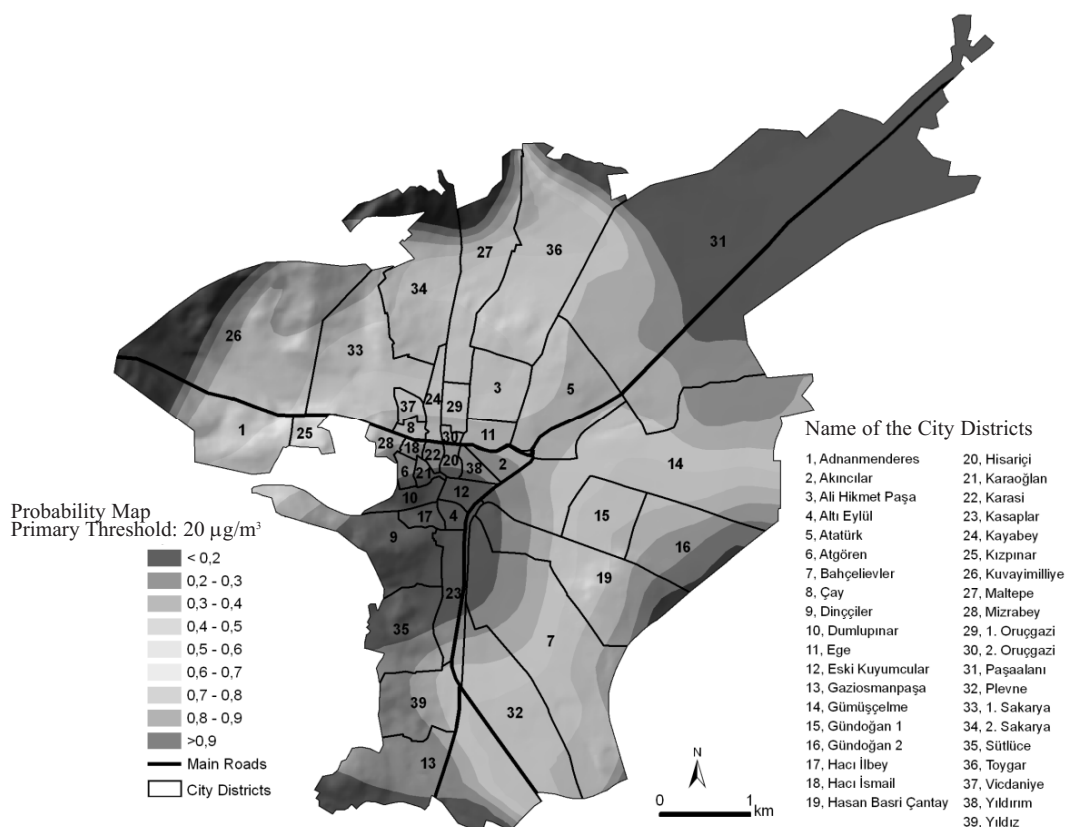 31
27
36
34
26
33
3
5
24
29
37
1
25
8
30
11
28
18
22
20
38
2
14
6
21
10
12
15
17
4
9
16
19
23
7
35
39
32
13
Probability Map
Primary Threshold: 20 µg/m³
< 0,2
0,2 - 0,3
0,3 - 0,4
0,4 - 0,5
0,5 - 0,6
0,6 - 0,7
0,7 - 0,8
0,8 - 0,9
>0,9
Main Roads
City Districts
N
0 1
km
Name of the City Districts
1, Adnanmenderes
2, Akıncılar
3, Ali Hikmet Paşa
4, Altı Eylül
5, Atatürk
6, Atgören
7, Bahçelievler
8, Çay
9, Dinççiler
10, Dumlupınar
11, Ege
12, Eski Kuyumcular
13, Gaziosmanpaşa
14, Gümüşçelme
15, Gündoğan 1
16, Gündoğan 2
17, Hacı İlbey
18, Hacı İsmail
19, Hasan Basri Çantay
20, Hisariçi
21, Karaoğlan
22, Karasi
23, Kasaplar
24, Kayabey
25, Kızpınar
26, Kuvayimilliye
27, Maltepe
28, Mizrabey
29, 1. Oruçgazi
30, 2. Oruçgazi
31, Paşaalanı
32, Plevne
33, 1. Sakarya
34, 2. Sakarya
35, Sütlüce
36, Toygar
37, Vicdaniye
38, Yıldırım
39, Yıldız